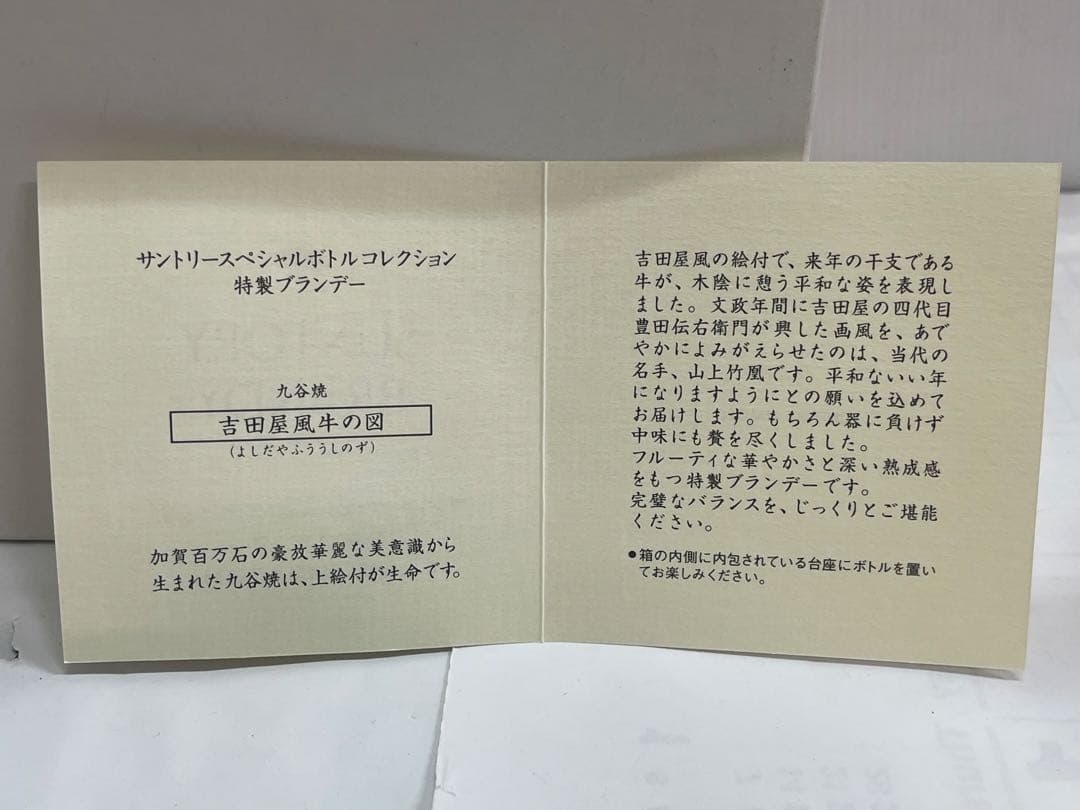 サントリースペシャルボトルコレクション
特製ブランデー
九谷焼
吉田屋風牛の図
(よしだやふううしのず)
加賀百万石の豪放華麗な美意識から
生まれた九谷焼は、上絵付が生命です。
吉田屋風の絵付で、来年の干支である
牛が、木陰に憩う平和な姿を表現し
ました。文政年間に吉田屋の四代目
豊田伝右衛門が興した画風を、あで
やかによみがえらせたのは、当代の
名手、山上竹凰です。平和ないい年
になりますようにとの願いを込めて
お届けします。もちろん器に負けず
中味にも贅を尽くしました。
フルーティな華やかさと深い熟成感
をもつ特製ブランデーです。
完璧なバランスを、じっくりとご堪能
ください。
●箱の内側に内包されている台座にボトルを置い
てお楽しみください。